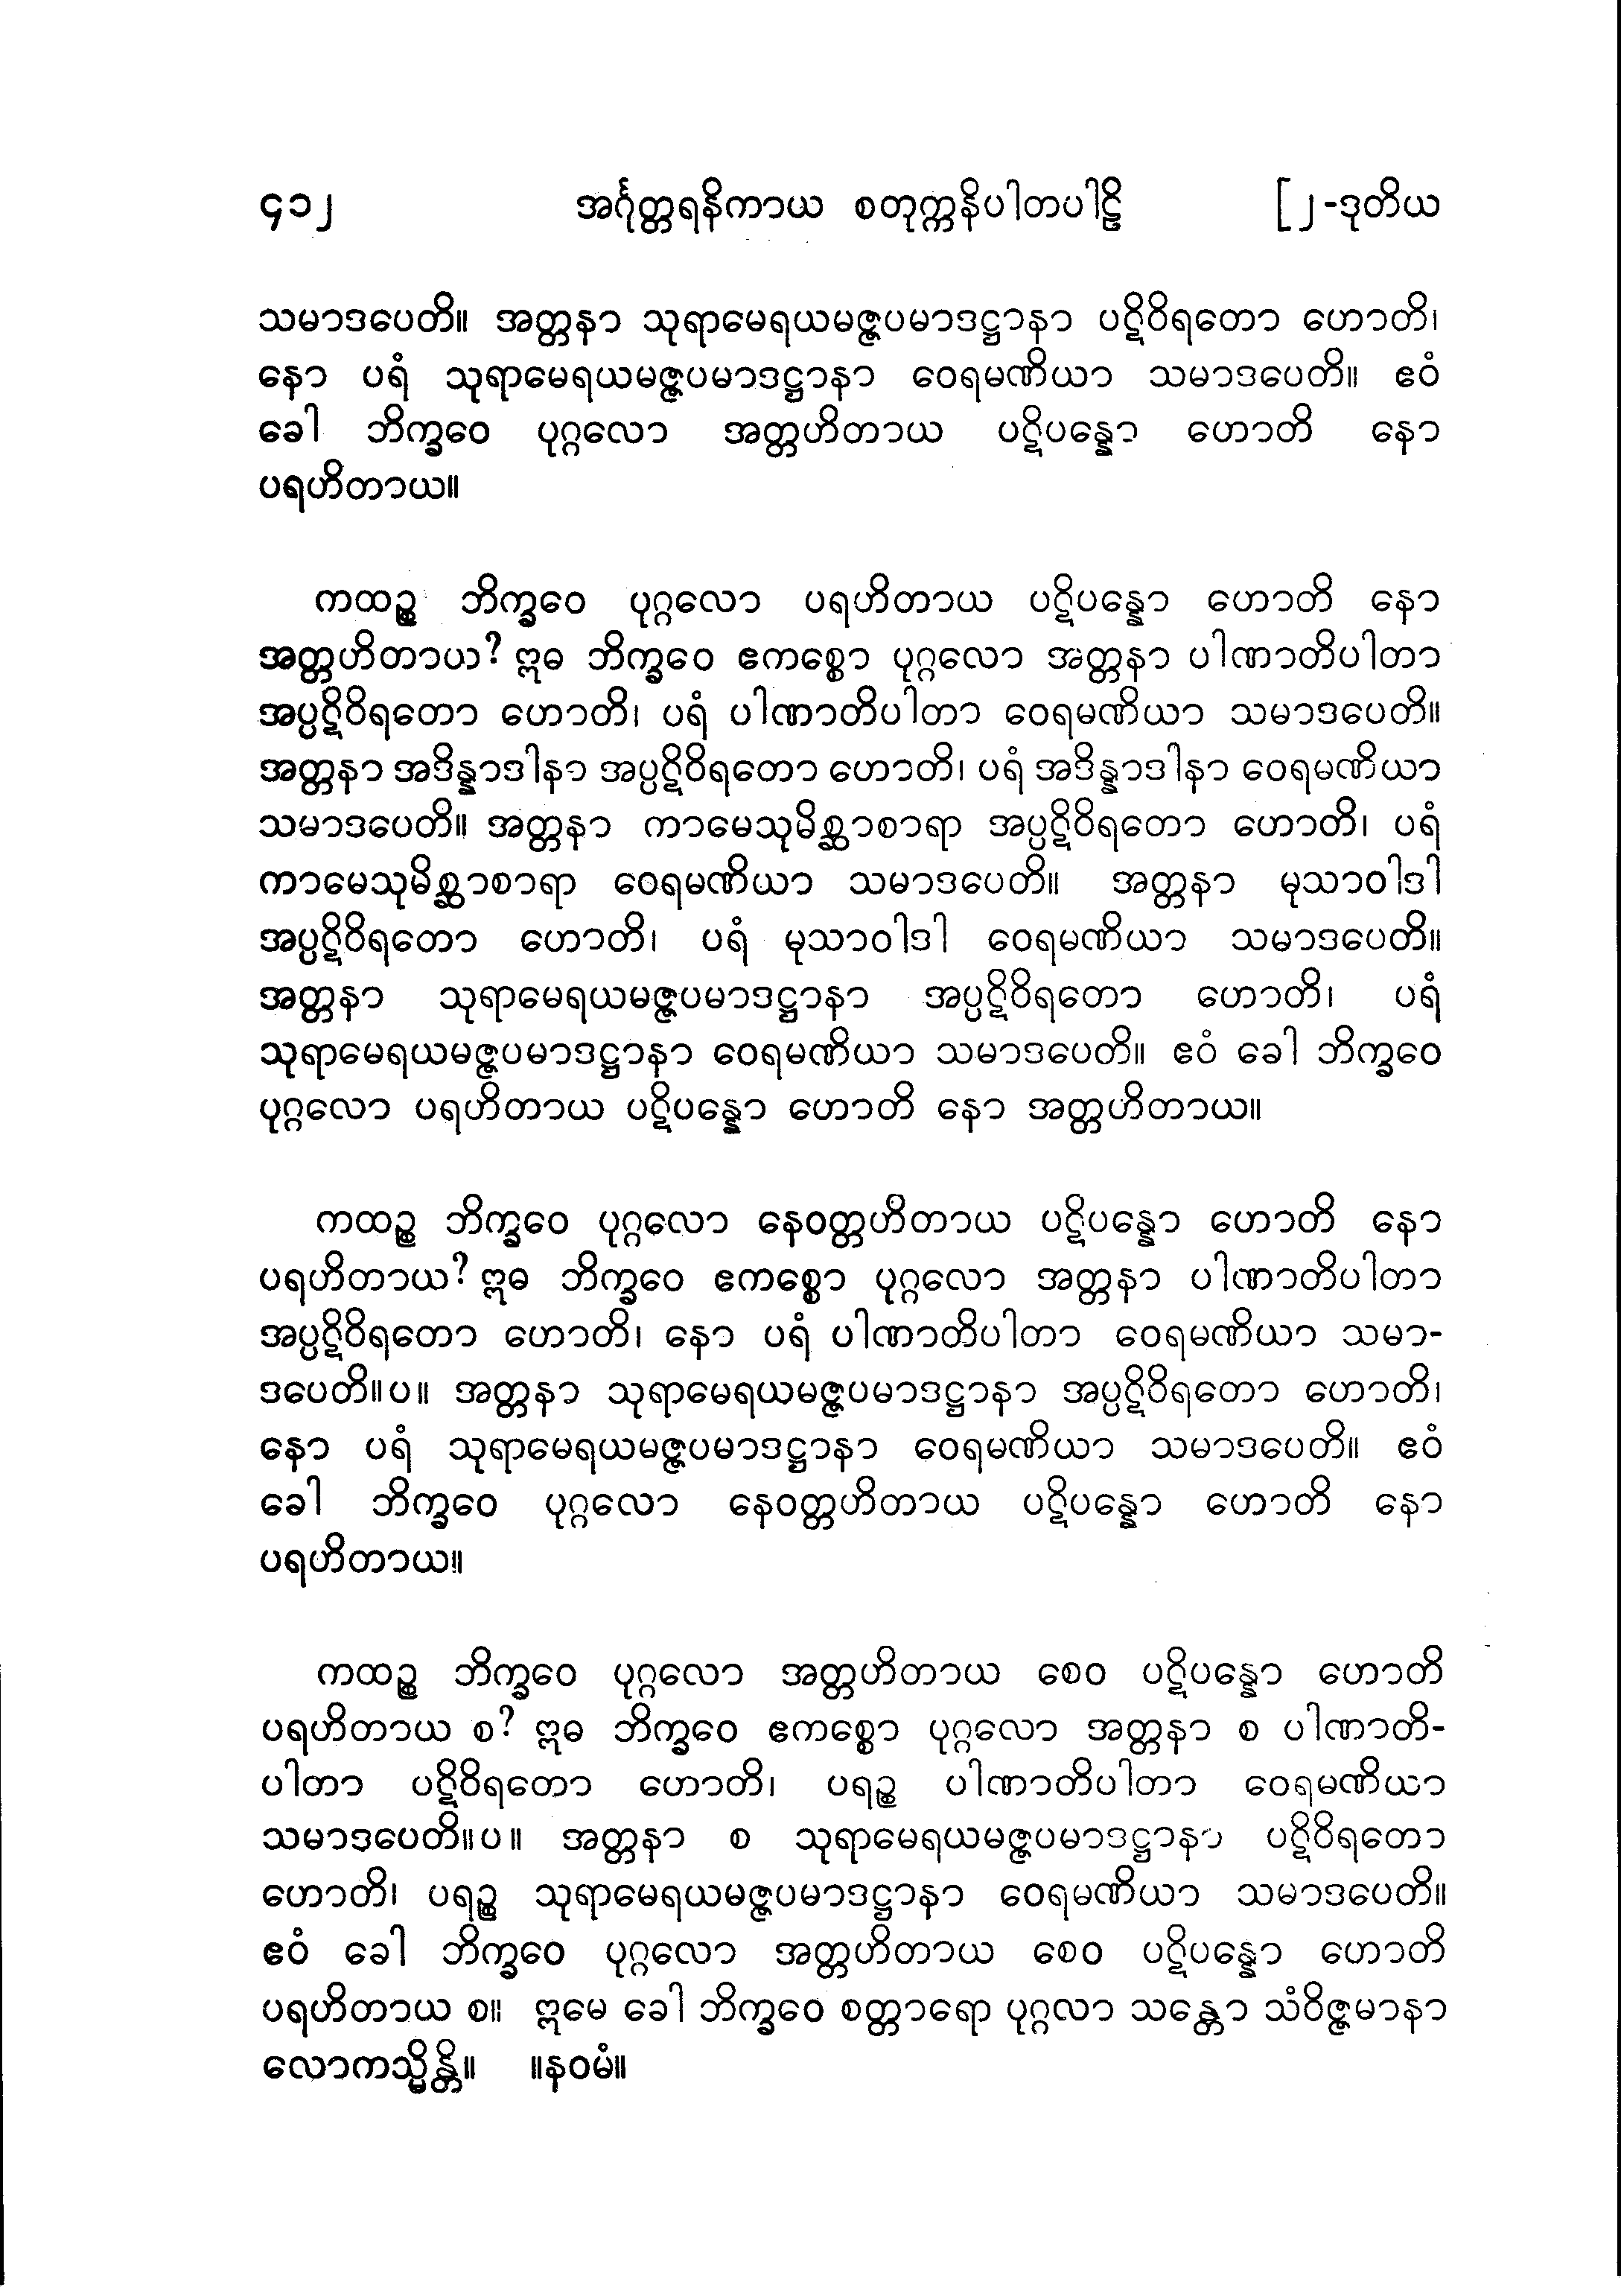 ၄၁၂ အင်္ဂုတ္တရနိကာယ စတုက္ကနိပါတပါဠိ [၂-ဒုတိယ
သမာဒပေတိ။ အတ္တနာ သုရာမေရယမဇ္ဇပမာဒဋ္ဌာနာ ပဋိဝိရတော ဟောတိ၊
နော ပရံ သုရာမေရယမဇ္ဇပမာဒဋ္ဌာနာ ဝေရမဏိယာ သမာဒပေတိ။ ဧဝံ
ခေါ ဘိက္ခဝေ ပုဂ္ဂလော အတ္တဟိတာယ ပဋိပန္နော ဟောတိ နော
ပရဟိတာယ။
ကထဉ္စ ဘိက္ခဝေ ပုဂ္ဂလော ပရဟိတာယ ပဋိပန္နော ဟောတိ နော
အတ္တဟိတာယ? ဣဓ ဘိက္ခဝေ ဧကစ္စော ပုဂ္ဂလော အတ္တနာ ပါဏာတိပါတာ
အပ္ပဋိဝိရတော ဟောတိ၊ ပရံ ပါဏာတိပါတာ ဝေရမဏိယာ သမာဒပေတိ။
အတ္တနာ အဒိန္နာဒါနာ အပ္ပဋိဝိရတော ဟောတိ၊ ပရံ အဒိန္နာဒါနာ ဝေရမဏိယာ
သမာဒပေတိ။ အတ္တနာ ကာမေသုမိစ္ဆာစာရာ အပ္ပဋိဝိရတော ဟောတိ၊ ပရံ
ကာမေသုမိစ္ဆာစာရာ ဝေရမဏိယာ သမာဒပေတိ။ အတ္တနာ မုသာဝါဒါ
အပ္ပဋိဝိရတော ဟောတိ၊ ပရံ မုသာဝါဒါ ဝေရမဏိယာ သမာဒပေတိ။
အတ္တနာ သုရာမေရယမဇ္ဇပမာဒဋ္ဌာနာ အပ္ပဋိဝိရတော ဟောတိ၊ ပရံ
သုရာမေရယမဇ္ဇပမာဒဋ္ဌာနာ ဝေရမဏိယာ သမာဒပေတိ။ ဧဝံ ခေါ ဘိက္ခဝေ
ပုဂ္ဂလော ပရဟိတာယ ပဋိပန္နော ဟောတိ နော အတ္တဟိတာယ။
ကထဉ္စ ဘိက္ခဝေ ပုဂ္ဂလော နေဝတ္တဟိတာယ ပဋိပန္နော ဟောတိ နော
ပရဟိတာယ? ဣဓ ဘိက္ခဝေ ဧကစ္စော ပုဂ္ဂလော အတ္တနာ ပါဏာတိပါတာ
အပ္ပဋိဝိရတော ဟောတိ၊ နော ပရံ ပါဏာတိပါတာ ဝေရမဏိယာ သမာ-
ဒပေတိ။ပ။ အတ္တနာ သုရာမေရယမဇ္ဇပမာဒဋ္ဌာနာ အပ္ပဋိဝိရတော ဟောတိ၊
နော ပရံ သုရာမေရယမဇ္ဇပမာဒဋ္ဌာနာ ဝေရမဏိယာ သမာဒပေတိ။ ဧဝံ
ခေါ ဘိက္ခဝေ ပုဂ္ဂလော နေဝတ္တဟိတာယ ပဋိပန္နော ဟောတိ နော
ပရဟိတာယ။
ကထဉ္စ ဘိက္ခဝေ ပုဂ္ဂလော အတ္တဟိတာယ စေဝ ပဋိပန္နော ဟောတိ
ပရဟိတာယ စ? ဣဓ ဘိက္ခဝေ ဧကစ္စော ပုဂ္ဂလော အတ္တနာ စ ပါဏာတိ-
ပါတာ ပဋိဝိရတော ဟောတိ၊ ပရဉ္စ ပါဏာတိပါတာ ဝေရမဏိယာ
သမာဒပေတိ။ပ။ အတ္တနာ စ သုရာမေရယမဇ္ဇပမာဒဋ္ဌာနာ ပဋိဝိရတော
ဟောတိ၊ ပရဉ္စ သုရာမေရယမဇ္ဇပမာဒဋ္ဌာနာ ဝေရမဏိယာ သမာဒပေတိ။
ဧဝံ ခေါ ဘိက္ခဝေ ပုဂ္ဂလော အတ္တဟိတာယ စေဝ ပဋိပန္နော ဟောတိ
ပရဟိတာယ စ။ ဣမေ ခေါ ဘိက္ခဝေ စတ္တာရော ပုဂ္ဂလာ သန္တော သံဝိဇ္ဇမာနာ
လောကသ္မိန္တိ။ ။နဝမံ။